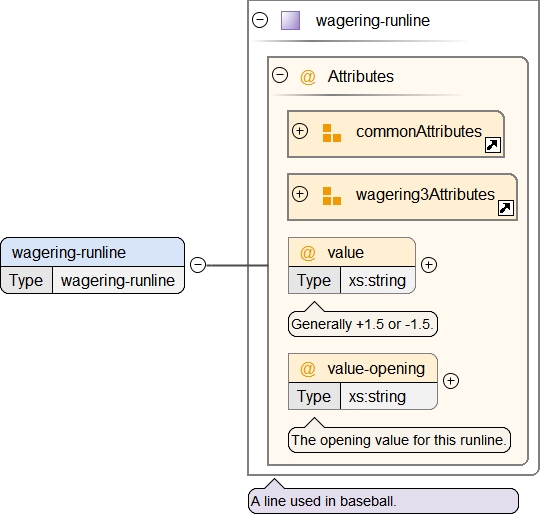 wagering-runline
@ Attributes
commonAttributes
wagering3Attributes
wagering-runline
Type wagering-runline
@ value
Type xs:string
Generally +1.5 or -1.5.
@ value-opening
Type xs:string
The opening value for this runline.
A line used in baseball.